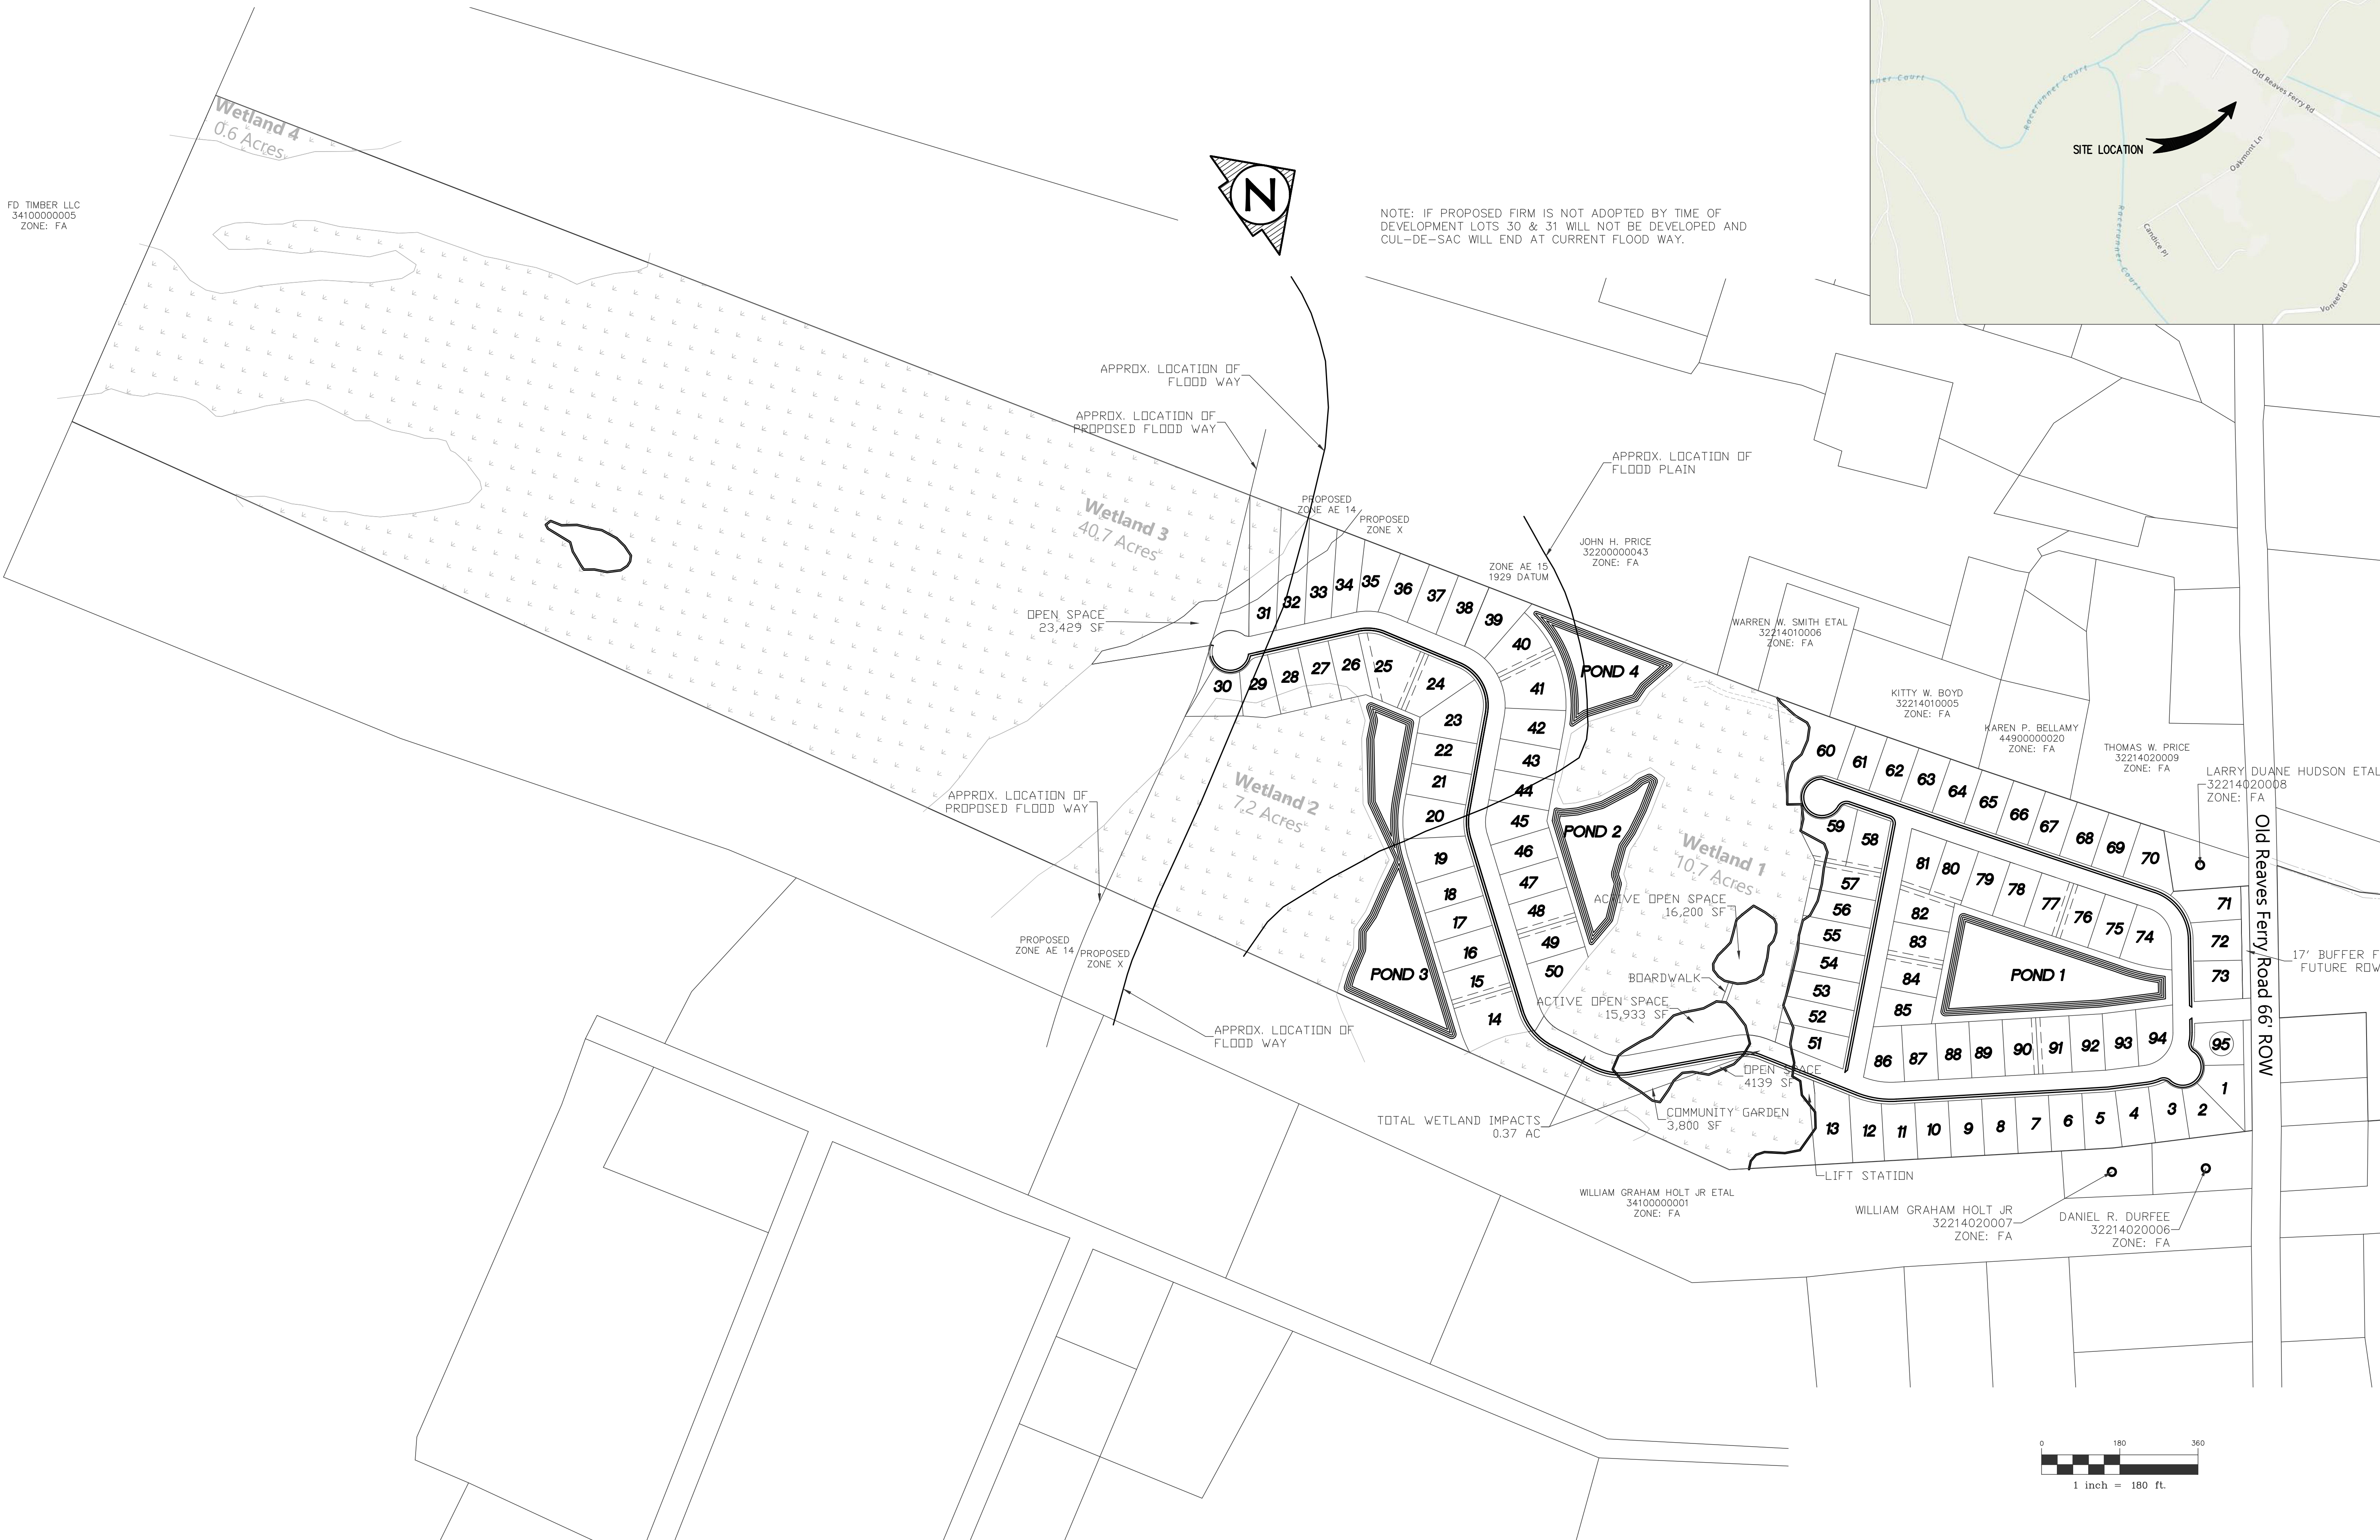 Old Reaves Ferry Rd
Racerunner Court
nner Court
SITE LOCATION
Oakmont Ln
Racerunner Court
Candice Pl
Voneer Rd
Wetland 4
0.6 Acres
FD TIMBER LLC
34100000005
ZONE: FA
N
NOTE: IF PROPOSED FIRM IS NOT ADOPTED BY TIME OF
DEVELOPMENT LOTS 30 & 31 WILL NOT BE DEVELOPED AND
CUL-DE-SAC WILL END AT CURRENT FLOOD WAY.
APPROX. LOCATION OF
FLOOD WAY
APPROX. LOCATION OF
PROPOSED FLOOD WAY
APPROX. LOCATION OF
FLOOD PLAIN
Wetland 3
40.7 Acres
PROPOSED
ZONE AE 14
PROPOSED
ZONE X
ZONE AE 15
1929 DATUM
JOHN H. PRICE
32200000043
ZONE: FA
OPEN SPACE
23,429 SF
31
32
33
34
35
36
37
38
39
40
41
42
43
44
45
46
47
48
49
50
30
29
28
27
26
25
24
23
22
21
20
19
18
17
16
15
14
POND 4
POND 2
POND 3
Wetland 2
7.2 Acres
Wetland 1
10.7 Acres
WARREN W. SMITH ETAL
32214010006
ZONE: FA
KITTY W. BOYD
32214010005
ZONE: FA
KAREN P. BELLAMY
44900000020
ZONE: FA
THOMAS W. PRICE
32214020009
ZONE: FA
LARRY DUANE HUDSON ETAL
32214020008
ZONE: FA
APPROX. LOCATION OF
PROPOSED FLOOD WAY
PROPOSED
ZONE AE 14
PROPOSED
ZONE X
APPROX. LOCATION OF
FLOOD WAY
ACTIVE OPEN SPACE
16,200 SF
BOARDWALK
ACTIVE OPEN SPACE
15,933 SF
OPEN SPACE
4139 SF
COMMUNITY GARDEN
3,800 SF
TOTAL WETLAND IMPACTS
0.37 AC
LIFT STATION
60
61
62
63
64
65
66
67
68
69
70
71
72
73
59
58
57
56
55
54
53
52
51
81
80
79
78
77
76
75
74
82
83
84
85
POND 1
86
87
88
89
90
91
92
93
94
95
13
12
11
10
9
8
7
6
5
4
3
2
1
Old Reaves Ferry Road 66' ROW
17' BUFFER F
FUTURE ROW
WILLIAM GRAHAM HOLT JR ETAL
34100000001
ZONE: FA
WILLIAM GRAHAM HOLT JR
32214020007
ZONE: FA
DANIEL R. DURFEE
32214020006
ZONE: FA
0 180 360
1 inch = 180 ft.